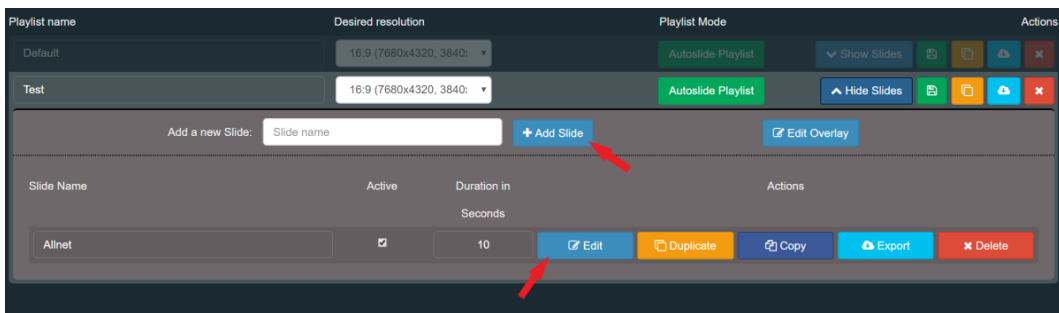 Playlist name Desired resolution Playlist Mode Actions
Default 16:9 (7680x4320, 3840: Autoslide Playlist Show Slides
Test 16:9 (7680x4320, 3840: Autoslide Playlist Hide Slides
Add a new Slide: Slide name Add Slide Edit Overlay
Slide Name Active Duration in Actions
Seconds
Allnet 10 Edit Duplicate Copy Export Delete